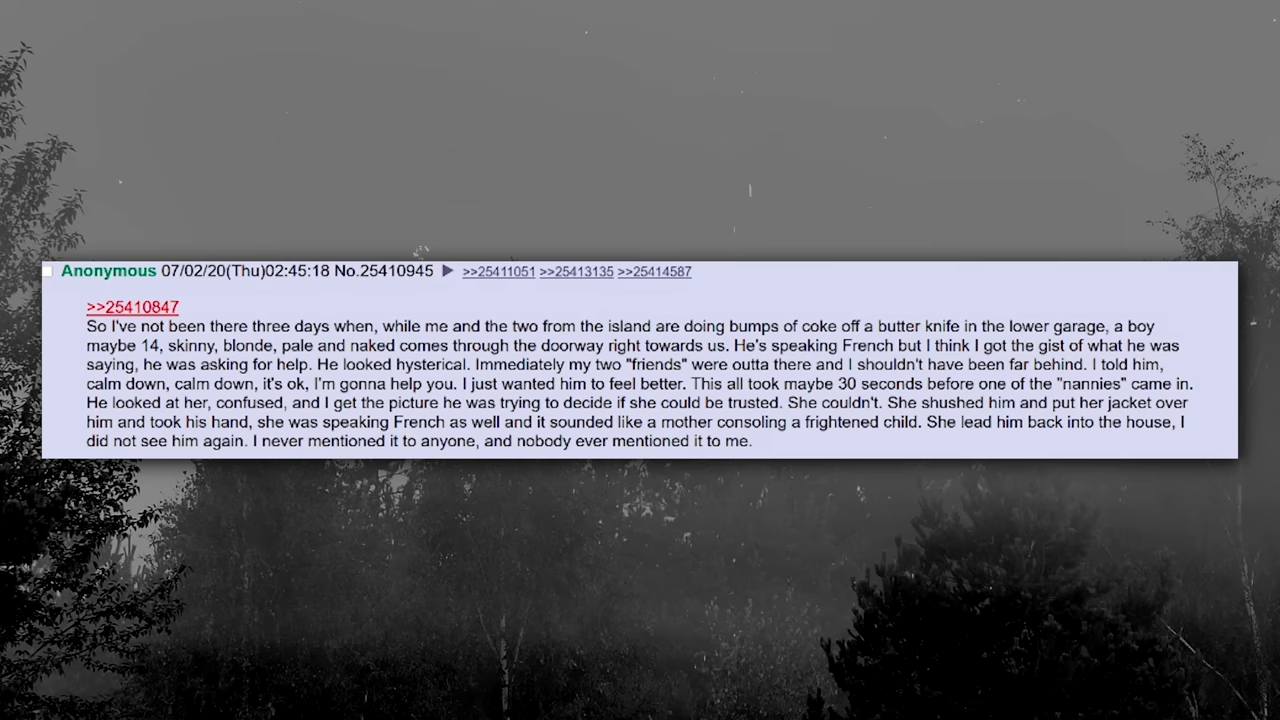 Anonymous 07/02/20(Thu)02:45:18 No.25410945 ▶ >>25411051 >>25413135 >>25414587
>>25410847
So I've not been there three days when, while me and the two from the island are doing bumps of coke off a butter knife in the lower garage, a boy
maybe 14, skinny, blonde, pale and naked comes through the doorway right towards us. He's speaking French but I think I got the gist of what he was
saying, he was asking for help. He looked hysterical. Immediately my two "friends" were outta there and I shouldn't have been far behind. I told him,
calm down, calm down, it's ok, I'm gonna help you. I just wanted him to feel better. This all took maybe 30 seconds before one of the "nannies" came in.
He looked at her, confused, and I get the picture he was trying to decide if she could be trusted. She couldn't. She shushed him and put her jacket over
him and took his hand, she was speaking French as well and it sounded like a mother consoling a frightened child. She lead him back into the house, I
did not see him again. I never mentioned it to anyone, and nobody ever mentioned it to me.